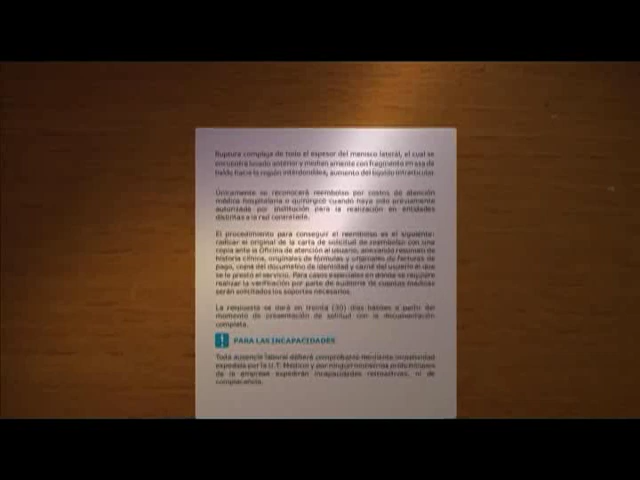 Ruptura compleja de todo el espesor del menisco lateral, el cual se
encuentra luxado anterior y medialmente con fragmento en asa de
balde hacia la región intercondílea, aumento del líquido intraarticular
Únicamente se reconocerá reembolso por costos de atención
médica hospitalaria o quirúrgica cuando haya sido previamente
autorizada por institución para la realización en entidades
distintas a la red contratada.
El procedimiento para conseguir el reembolso es el siguiente:
radicar el original de la carta de solicitud de reembolso con una
copia ante la Oficina de atención al usuario, anexando resumen de
historia clínica, originales de fórmulas y originales de facturas de
pago, copia del documento de identidad y carné del usuario al que
se le prestó el servicio. Para casos especiales en donde se requiere
realizar la verificación por parte de auditoría de cuentas médicas
serán solicitados los soportes necesarios.
La respuesta se dará en treinta (30) días hábiles a partir del
momento de presentación de solicitud con la documentación
completa.
! PARA LAS INCAPACIDADES
Toda ausencia laboral deberá comprobarse mediante incapacidad
expedida por la U.T. Médicol y por ningún
de la empresa expedirán incapacidades retroactivas, ni de
complacencia.